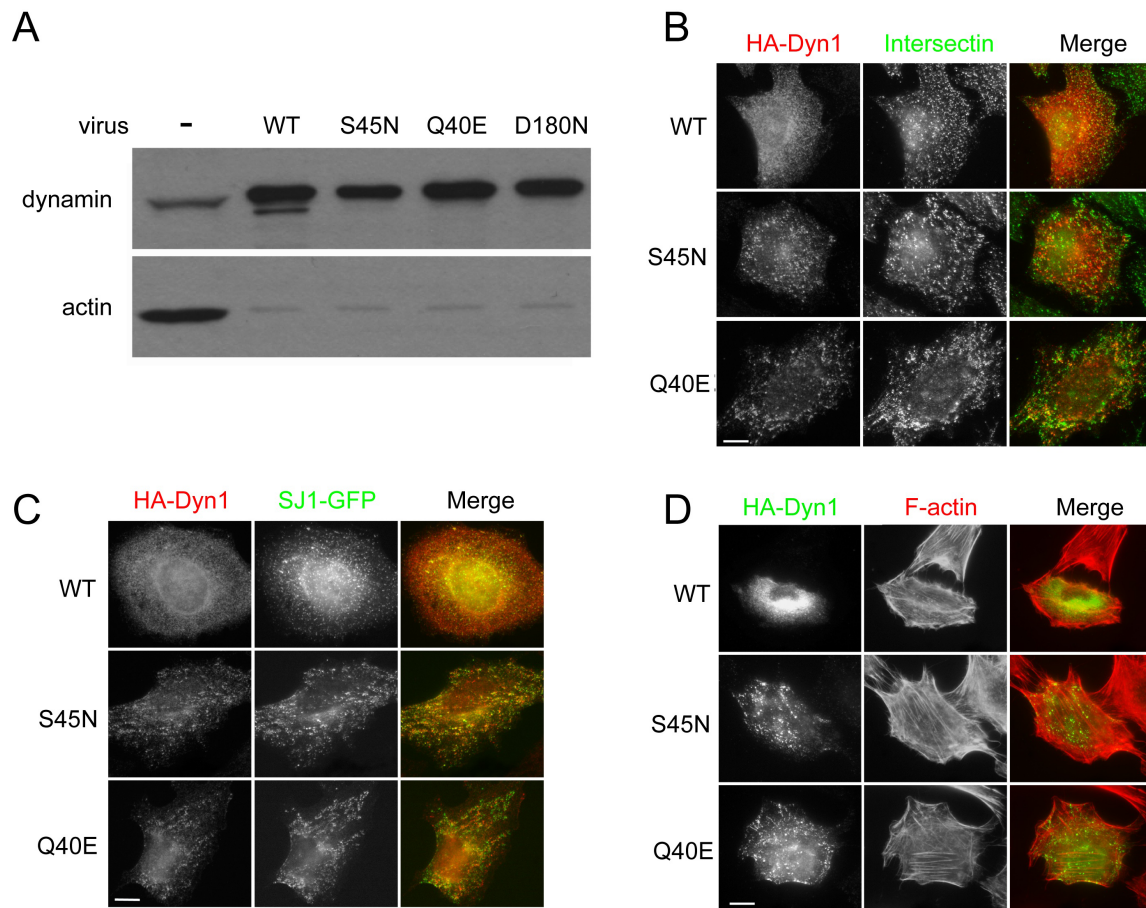 A
virus - WT S45N Q40E D180N
dynamin
actin
B
HA-Dyn1 Intersectin Merge
WT
S45N
Q40E
C
HA-Dyn1 SJ1-GFP Merge
WT
S45N
Q40E
D
HA-Dyn1 F-actin Merge
WT
S45N
Q40E